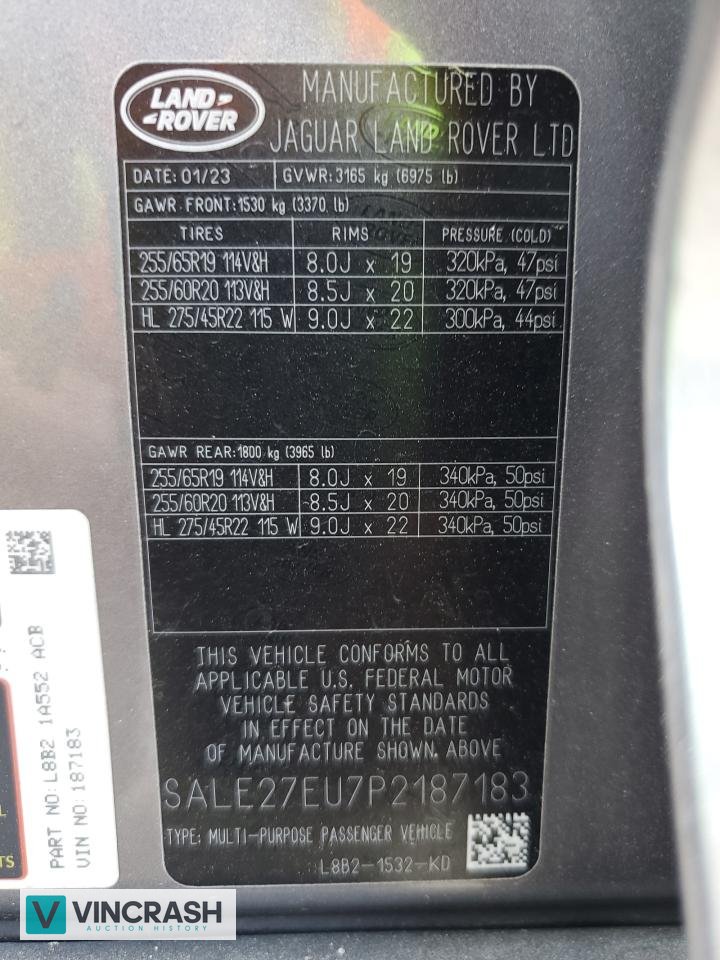 LAND-
-ROVER
MANUFACTURED BY
JAGUAR LAND ROVER LTD
DATE: 01/23 GVWR: 3165 kg (6975 lb)
GAWR FRONT: 1530 kg (3370 lb)
TIRES RIMS PRESSURE (COLD)
255/65R19 114V&H 8.0J x 19 320kPa, 47psi
255/60R20 113V&H 8.5J x 20 320kPa, 47psi
HL 275/45R22 115 W 9.0J x 22 300kPa, 44psi
GAWR REAR: 1800 kg (3965 lb)
255/65R19 114V&H 8.0J x 19 340kPa, 50psi
255/60R20 113V&H 8.5J x 20 340kPa, 50psi
HL 275/45R22 115 W 9.0J x 22 340kPa, 50psi
THIS VEHICLE CONFORMS TO ALL
APPLICABLE U.S. FEDERAL MOTOR
VEHICLE SAFETY STANDARDS
IN EFFECT ON THE DATE
OF MANUFACTURE SHOWN. ABOVE
SALE27EU7P2187183
TYPE: MULTI-PURPOSE PASSENGER VEHICLE
L8B2-1532-KD
PART NO: L8B2 1A552 ACB
VIN NO: 187183
V VINCRASH
AUCTION HISTORY